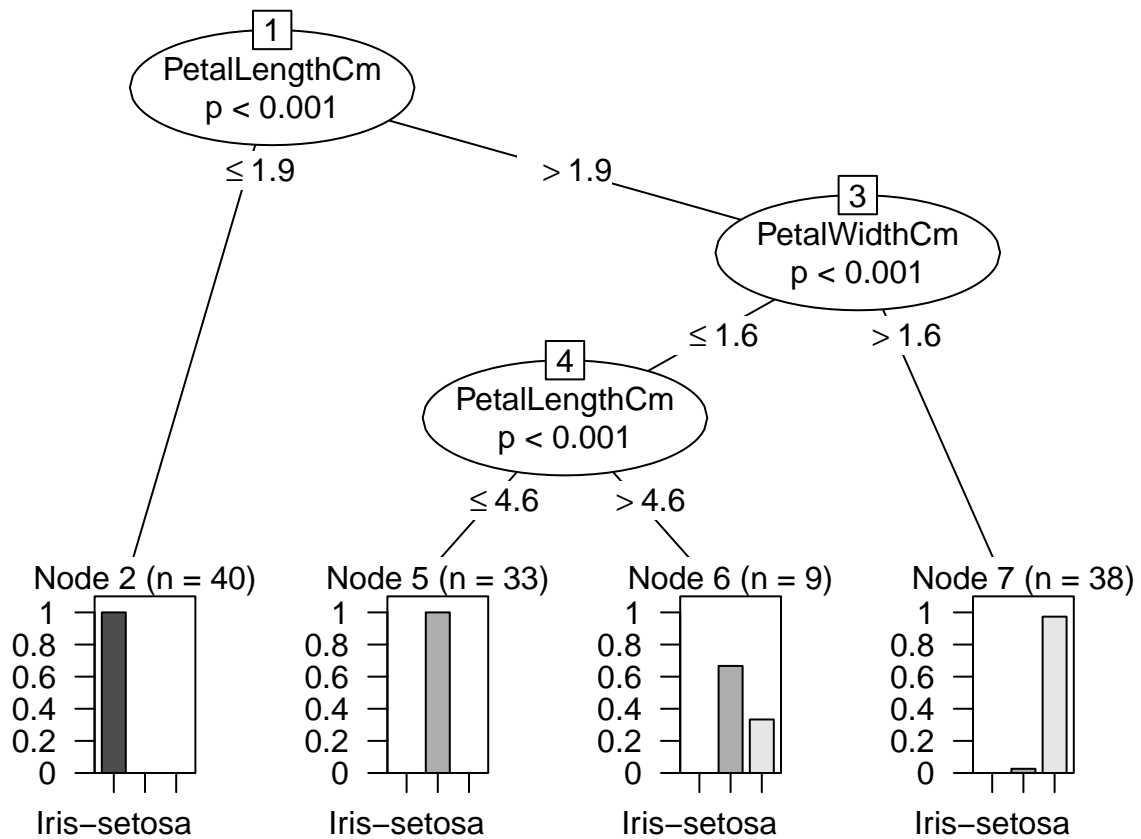 1
PetalLengthCm
p < 0.001
≤ 1.9
> 1.9
3
PetalWidthCm
p < 0.001
≤ 1.6
> 1.6
4
PetalLengthCm
p < 0.001
≤ 4.6
> 4.6
Node 2 (n = 40)
1
0.8
0.6
0.4
0.2
0
Iris−setosa
Node 5 (n = 33)
1
0.8
0.6
0.4
0.2
0
Iris−setosa
Node 6 (n = 9)
1
0.8
0.6
0.4
0.2
0
Iris−setosa
Node 7 (n = 38)
1
0.8
0.6
0.4
0.2
0
Iris−setosa